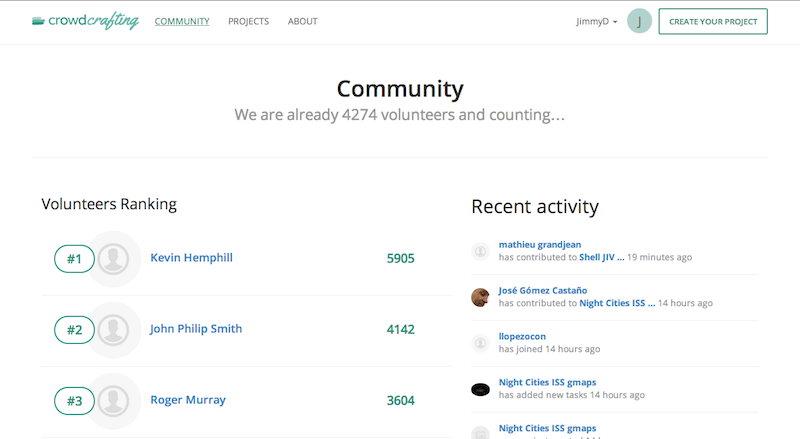 crowdcrafting COMMUNITY PROJECTS ABOUT JimmyD J CREATE YOUR PROJECT
Community
We are already 4274 volunteers and counting...
Volunteers Ranking
#1 Kevin Hemphill 5905
#2 John Philip Smith 4142
#3 Roger Murray 3604
Recent activity
mathieu grandjean
has contributed to Shell JIV ... 19 minutes ago
José Gómez Castaño
has contributed to Night Cities ISS ... 14 hours ago
llopezocon
has joined 14 hours ago
Night Cities ISS gmaps
has added new tasks 14 hours ago
Night Cities ISS gmaps